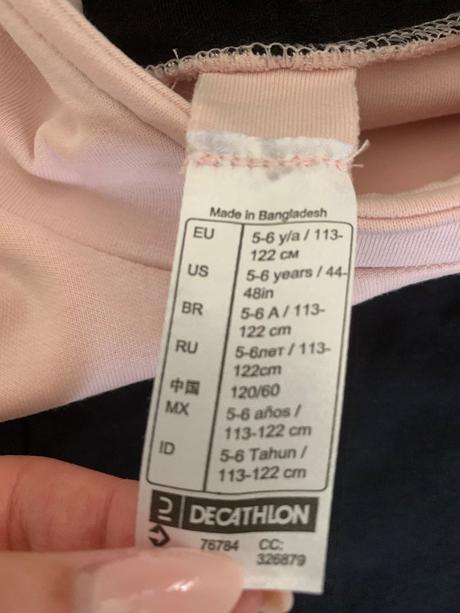 Made in Bangladesh
EU 5-6 y/a / 113-
122 см
US 5-6 years / 44-
48in
BR 5-6 A / 113-
122 cm
RU 5-6лет / 113-
122cm
中国 120/60
MX 5-6 años /
113-122 cm
ID 5-6 Tahun /
113-122 cm
DECATHLON
76784 CC:
326879